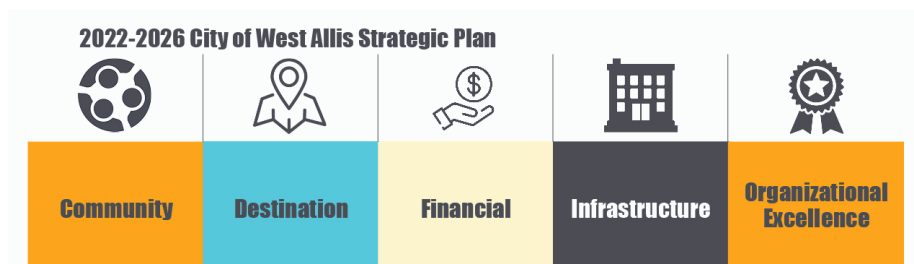 2022-2026 City of West Allis Strategic Plan
$
Community
Destination
Financial
Infrastructure
Organizational
Excellence